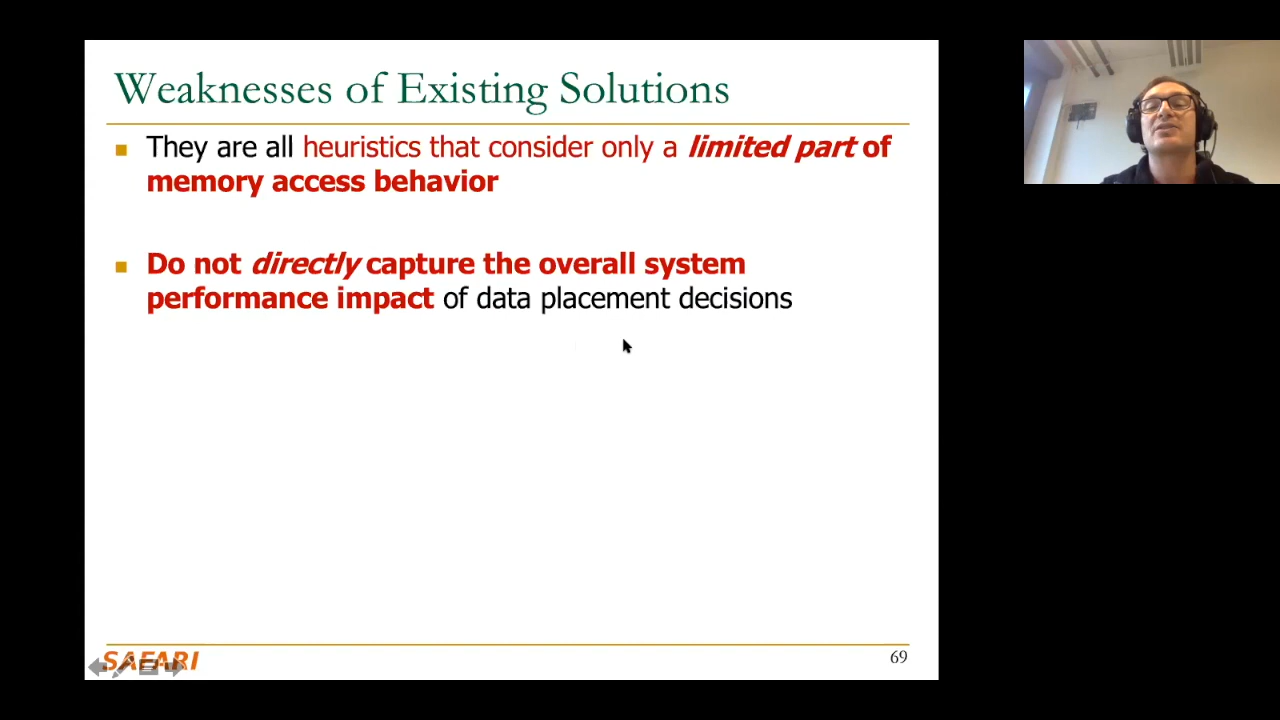 Weaknesses of Existing Solutions
They are all heuristics that consider only a limited part of
memory access behavior
Do not directly capture the overall system
performance impact of data placement decisions
SAFARI
69